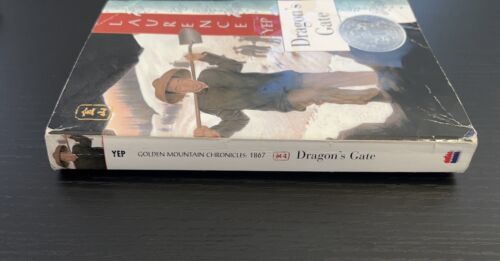 LAURENCE
YEP
Dragon's
Gate
YEP GOLDEN MOUNTAIN CHRONICLES: 1867 Dragon's Gate